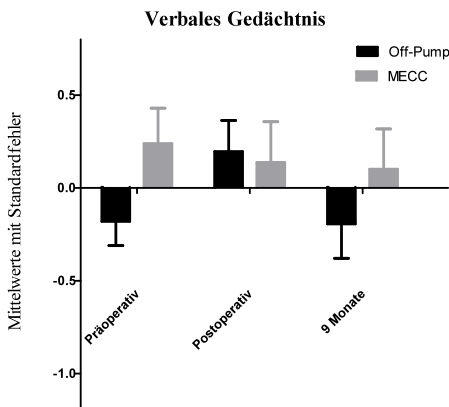 Verbales Gedächtnis
Off-Pump
MECC
Mittelwerte mit Standardfehler
0.5
0.0
-0.5
-1.0
Präoperativ
Postoperativ
9 Monate